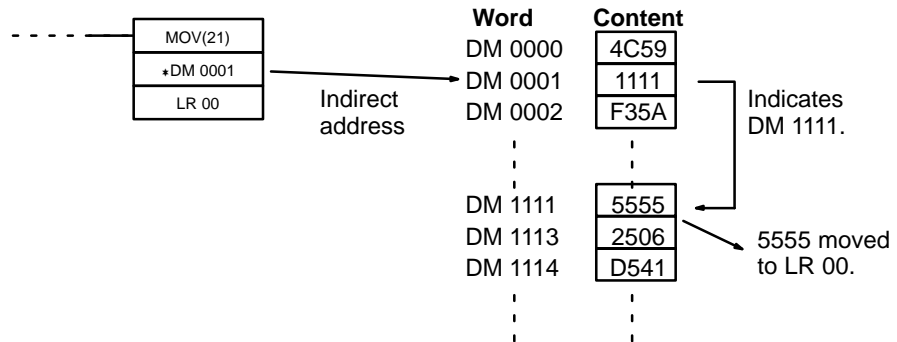 MOV(21)
*DM 0001
LR 00
Indirect
address
Word Content
DM 0000 4C59
DM 0001 1111
DM 0002 F35A
Indicates
DM 1111.
DM 1111 5555
DM 1113 2506
DM 1114 D541
5555 moved
to LR 00.